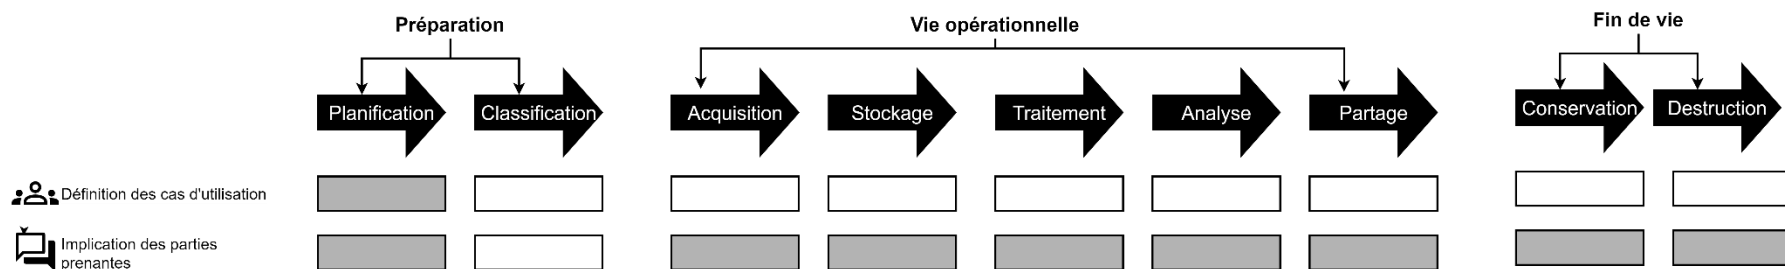 Préparation
Vie opérationnelle
Fin de vie
Planification
Classification
Acquisition
Stockage
Traitement
Analyse
Partage
Conservation
Destruction
Définition des cas d'utilisation
Implication des parties
prenantes